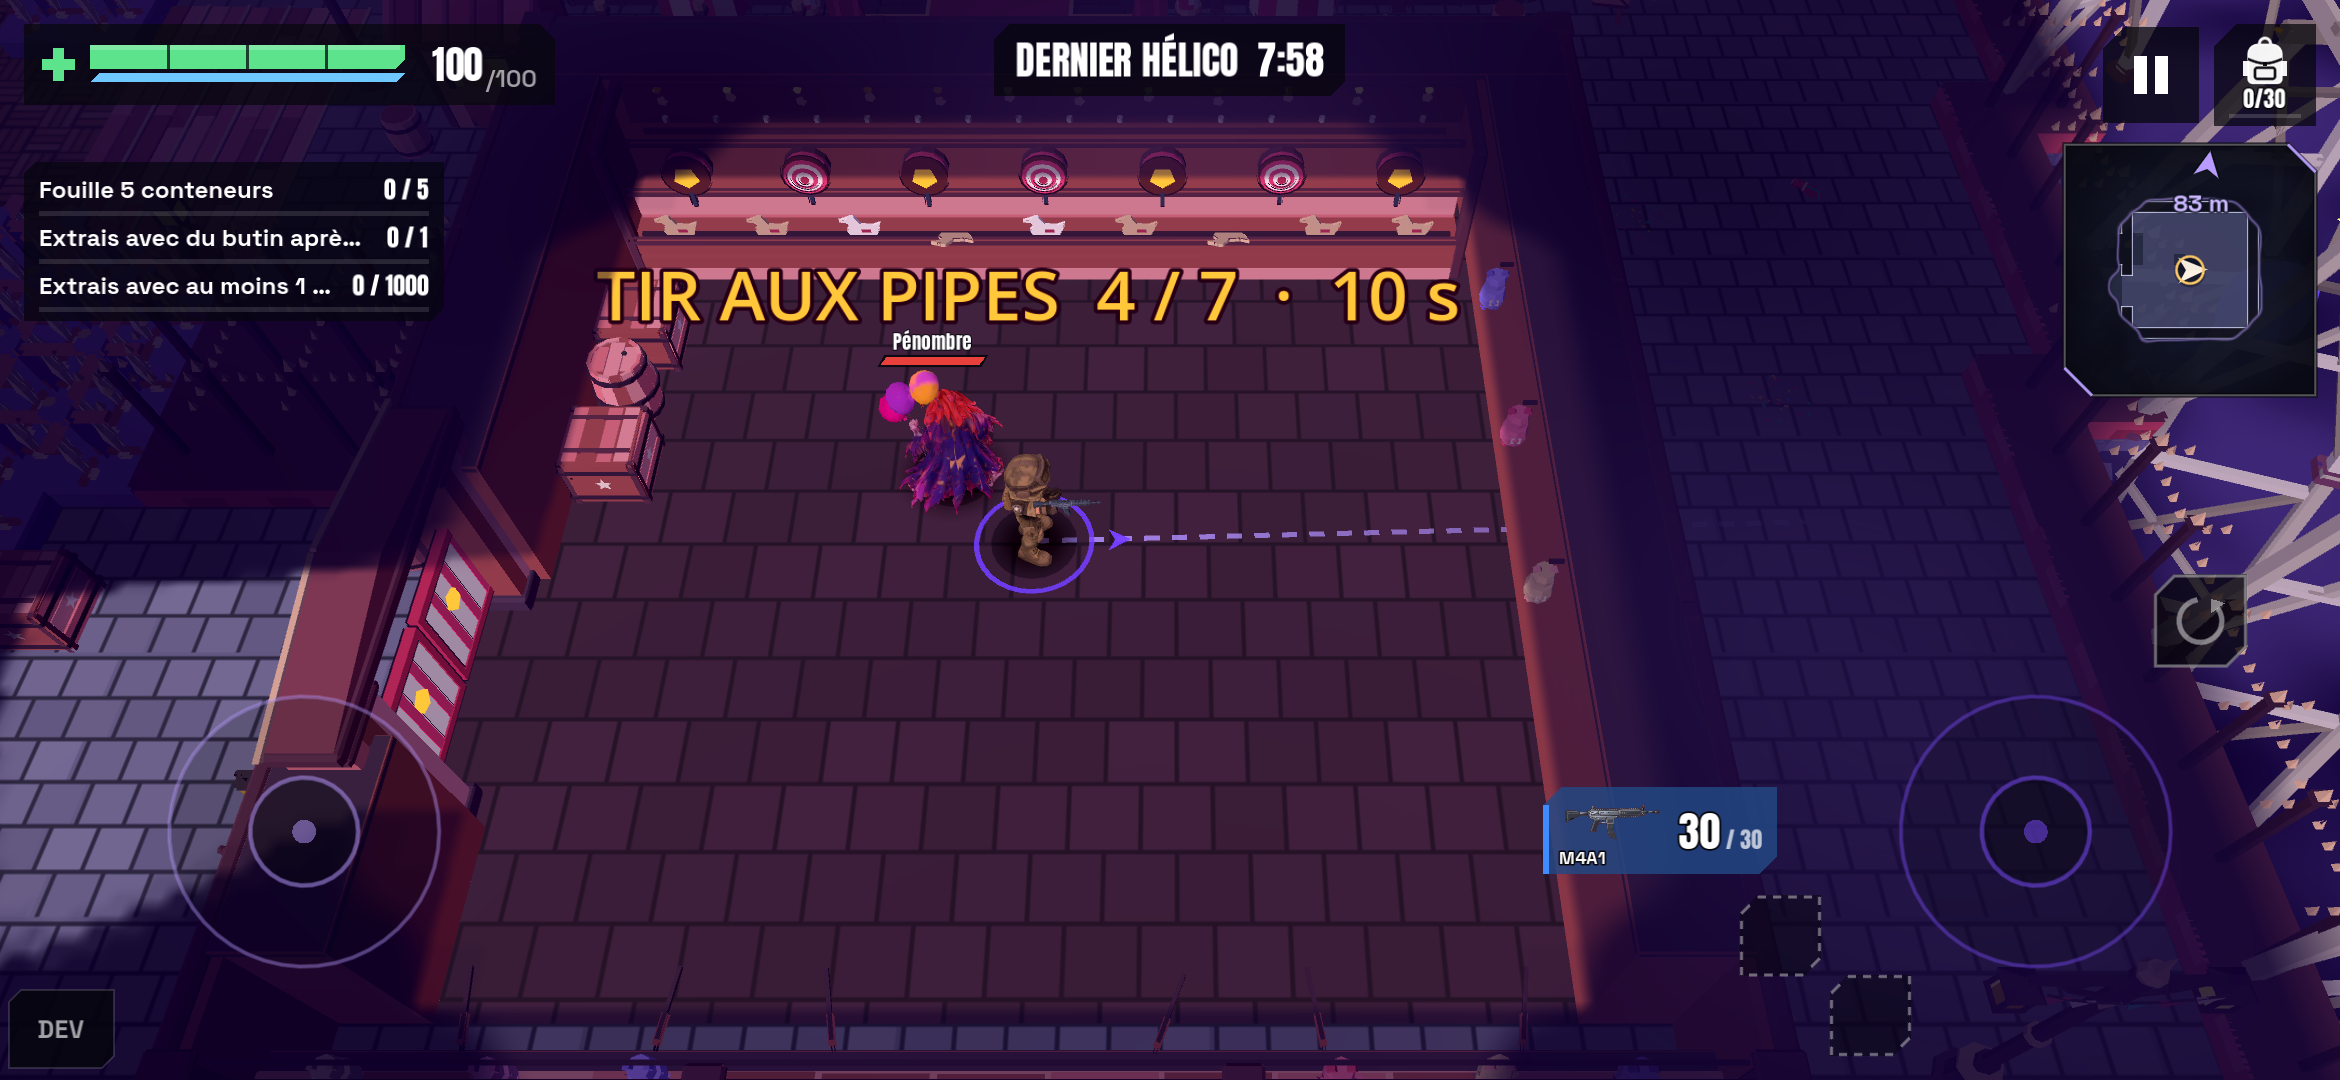 100/100
DERNIER HÉLICO 7:58
0/30
Fouille 5 conteneurs 0 / 5
Extrais avec du butin aprè... 0 / 1
Extrais avec au moins 1 ... 0 / 1000
83 m
TIR AUX PIPES 4 / 7 · 10 s
Pénombre
30 / 30
M4A1
DEV